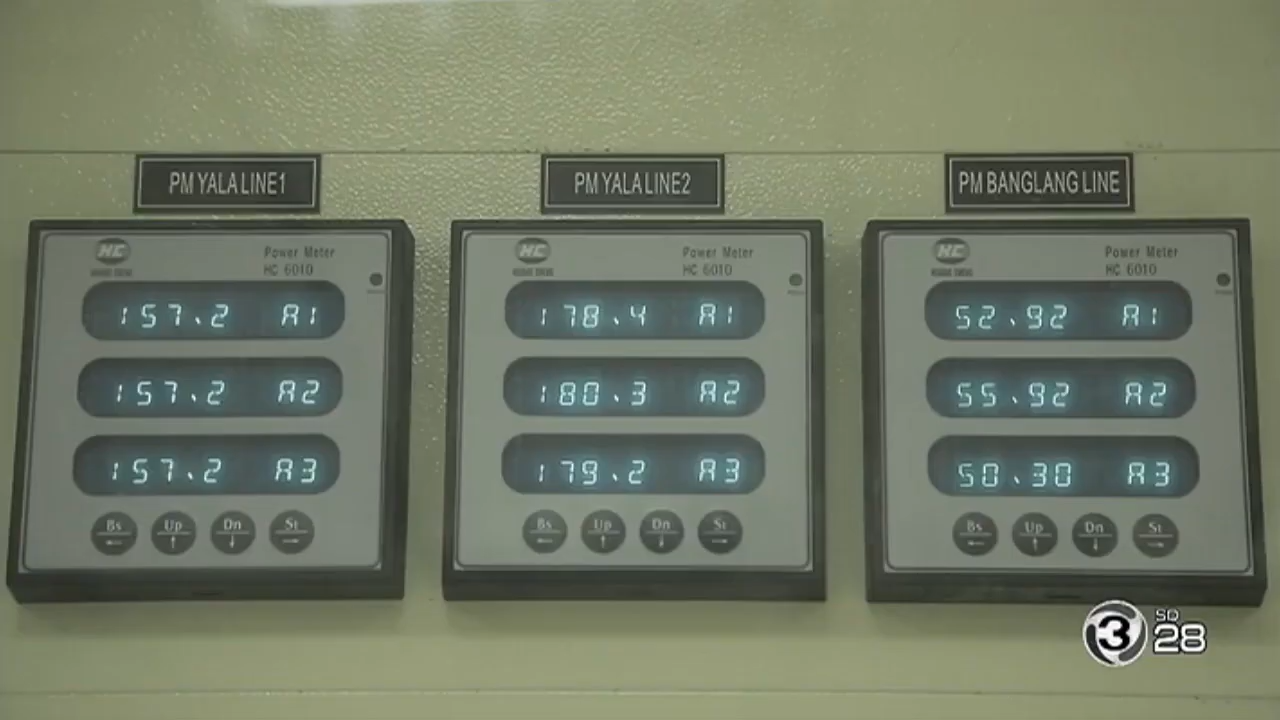 PM YALA LINE1
HC
Power Meter
HC 6010
157.2 A1
157.2 A2
157.2 A3
Bs Up Dn St
PM YALA LINE2
HC
Power Meter
HC 6010
178.4 A1
180.3 A2
179.2 A3
Bs Up Dn St
PM BANGLANG LINE
HC
Power Meter
HC 6010
52.92 A1
55.92 A2
50.30 A3
Bs Up Dn St
3 SD
28